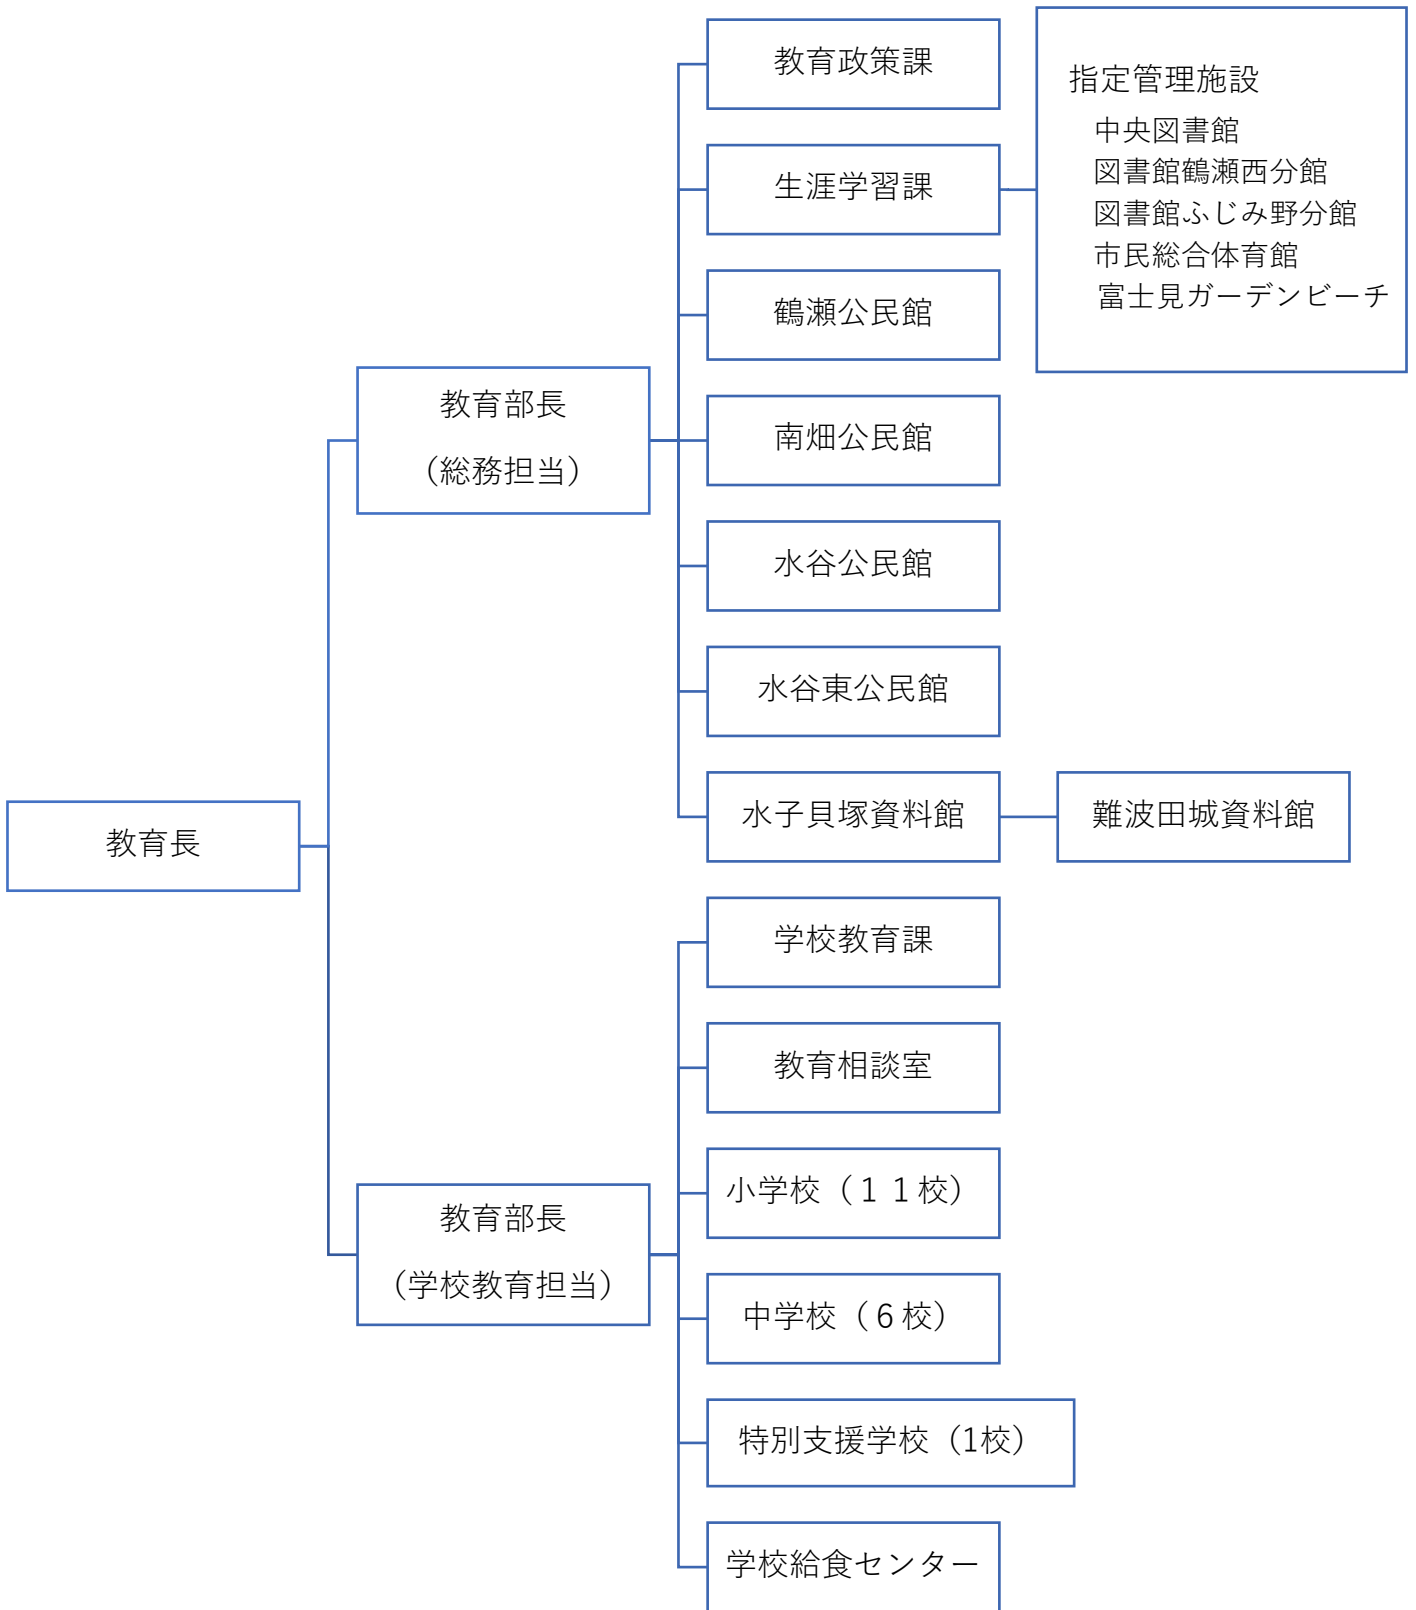 教育政策課
指定管理施設
中央図書館
図書館鶴瀬西分館
図書館ふじみ野分館
市民総合体育館
富士見ガーデンビーチ
生涯学習課
鶴瀬公民館
教育部長
（総務担当）
南畑公民館
水谷公民館
水谷東公民館
水子貝塚資料館
難波田城資料館
教育長
学校教育課
教育相談室
小学校（１１校）
教育部長
（学校教育担当）
中学校（６校）
特別支援学校（1校）
学校給食センター